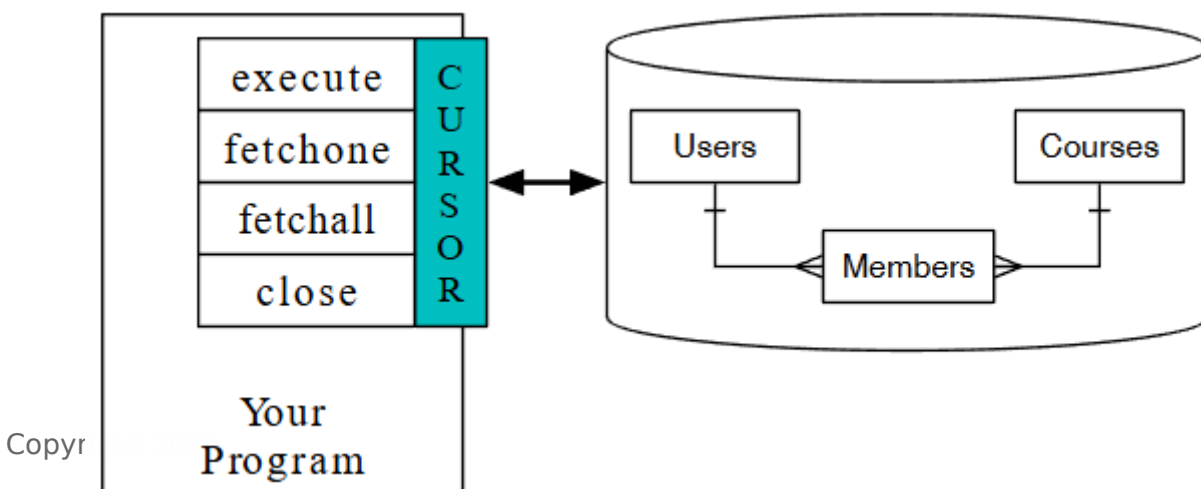 execute
fetchone
fetchall
close
C
U
R
S
O
R
Users
Courses
Members
Your
Program
Copyr